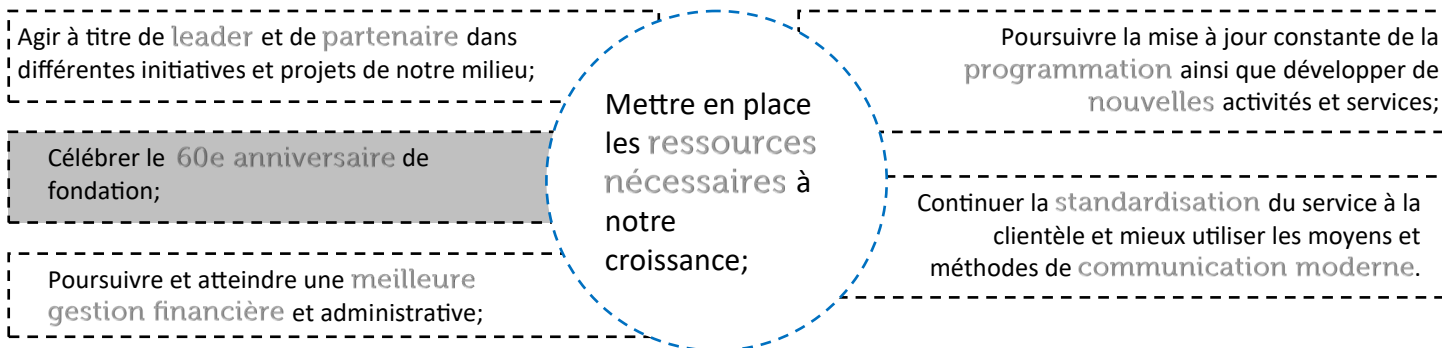 Agir à titre de leader et de partenaire dans
différentes initiatives et projets de notre milieu;
Célébrer le 60e anniversaire de
fondation;
Poursuivre et atteindre une meilleure
gestion financière et administrative;
Mettre en place
les ressources
nécessaires à
notre
croissance;
Poursuivre la mise à jour constante de la
programmation ainsi que développer de
nouvelles activités et services;
Continuer la standardisation du service à la
clientèle et mieux utiliser les moyens et
méthodes de communication moderne.